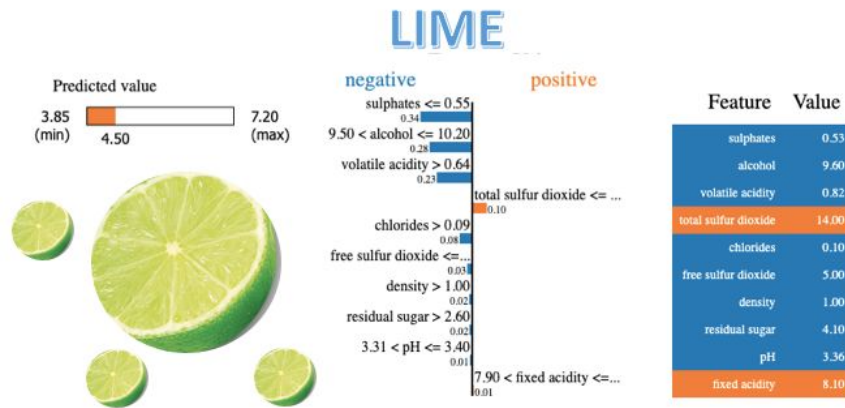 LIME
Predicted value
3.85
(min)
4.50
7.20
(max)
negative
positive
sulphates <= 0.55
0.34
9.50 < alcohol <= 10.20
0.28
volatile acidity > 0.64
0.23
total sulfur dioxide <= ...
0.10
chlorides > 0.09
0.08
free sulfur dioxide <=...
0.03
density > 1.00
0.02
residual sugar > 2.60
0.02
3.31 < pH <= 3.40
0.01
7.90 < fixed acidity <=...
0.01
Feature Value
sulphates 0.53
alcohol 9.60
volatile acidity 0.82
total sulfur dioxide 14.00
chlorides 0.10
free sulfur dioxide 5.00
density 1.00
residual sugar 4.10
pH 3.36
fixed acidity 8.10